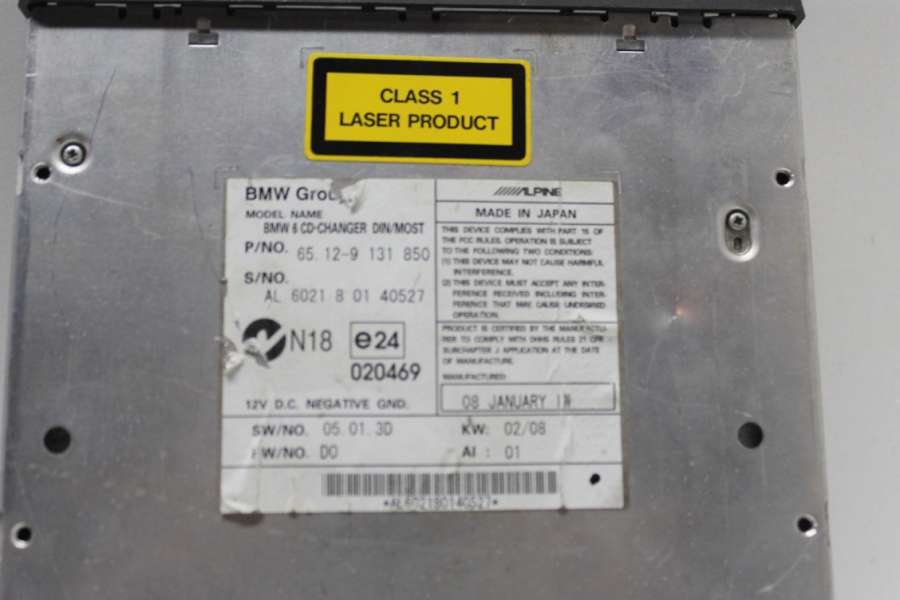 CLASS 1
LASER PRODUCT
BMW Grou
MODEL NAME
BMW 6 CD-CHANGER DIN/MOST
P/NO. 65.12-9 131 850
S/NO.
AL 6021 8 01 40527
N18
e24
020469
12V D.C. NEGATIVE GND.
ALPINE
MADE IN JAPAN
THIS DEVICE COMPLIES WITH PART 15 OF
THE FCC RULES. OPERATION IS SUBJECT
TO THE FOLLOWING TWO CONDITIONS:
(1) THIS DEVICE MAY NOT CAUSE HARMFUL
INTERFERENCE.
(2) THIS DEVICE MUST ACCEPT ANY INTER-
FERENCE RECEIVED INCLUDING INTER-
FERENCE THAT MAY CAUSE UNDESIRED
OPERATION.
PRODUCT IS CERTIFIED BY THE MANUFACTU-
RER TO COMPLY WITH DHHS RULES 21 CFR
SUBCHAPTER J APPLICATION AT THE DATE
OF MANUFACTURE.
MANUFACTURED:
08 JANUARY
SW/NO. 05.01.30
KW: 02/08
HW/NO. D0
AI : 01